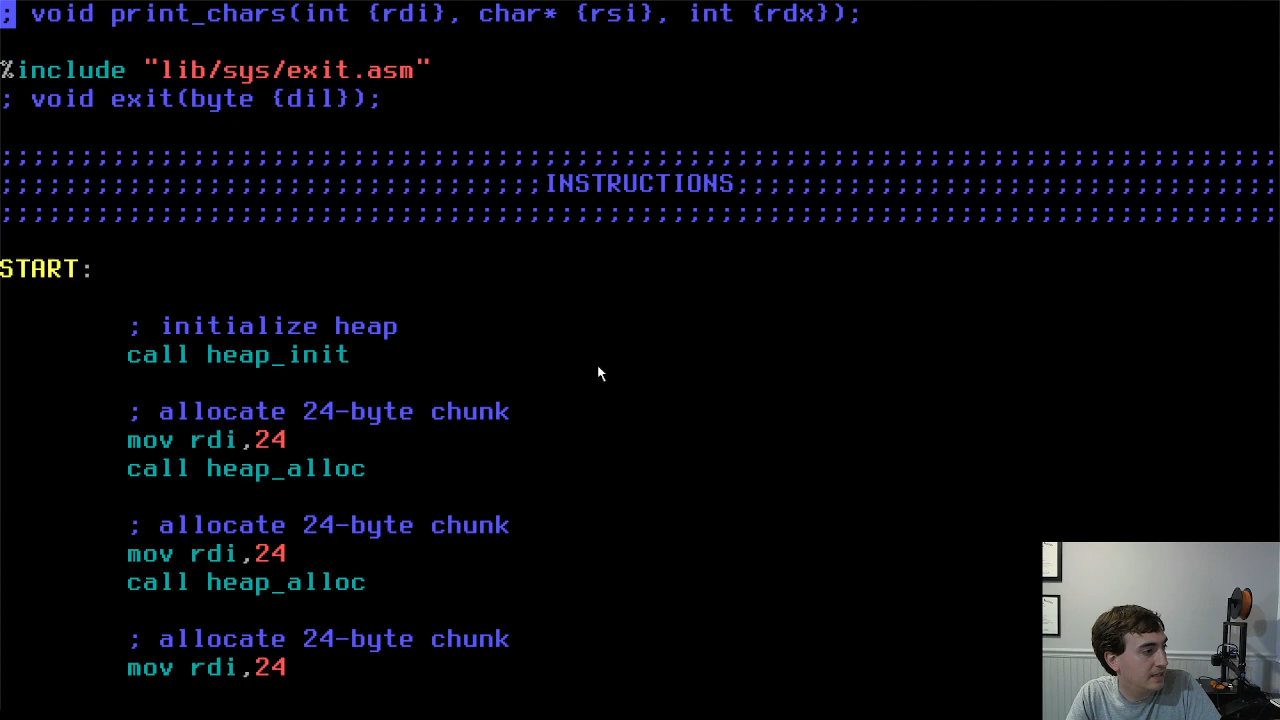 ; void print_chars(int {rdi}, char* {rsi}, int {rdx});
%include "lib/sys/exit.asm"
; void exit(byte {dil});
;;;;;;;;;;;;;;;;;;;;;;;;;;;;;;;;;;;;;;;;;;;;;;;;;;;;;;;;;;;;;;;;;;;;;;;;;;;;;;;;
;;;;;;;;;;;;;;;;;;;;;;;;;;;;;;;;;;INSTRUCTIONS;;;;;;;;;;;;;;;;;;;;;;;;;;;;;;;;;;
;;;;;;;;;;;;;;;;;;;;;;;;;;;;;;;;;;;;;;;;;;;;;;;;;;;;;;;;;;;;;;;;;;;;;;;;;;;;;;;;
START:
; initialize heap
call heap_init
; allocate 24-byte chunk
mov rdi,24
call heap_alloc
; allocate 24-byte chunk
mov rdi,24
call heap_alloc
; allocate 24-byte chunk
mov rdi,24